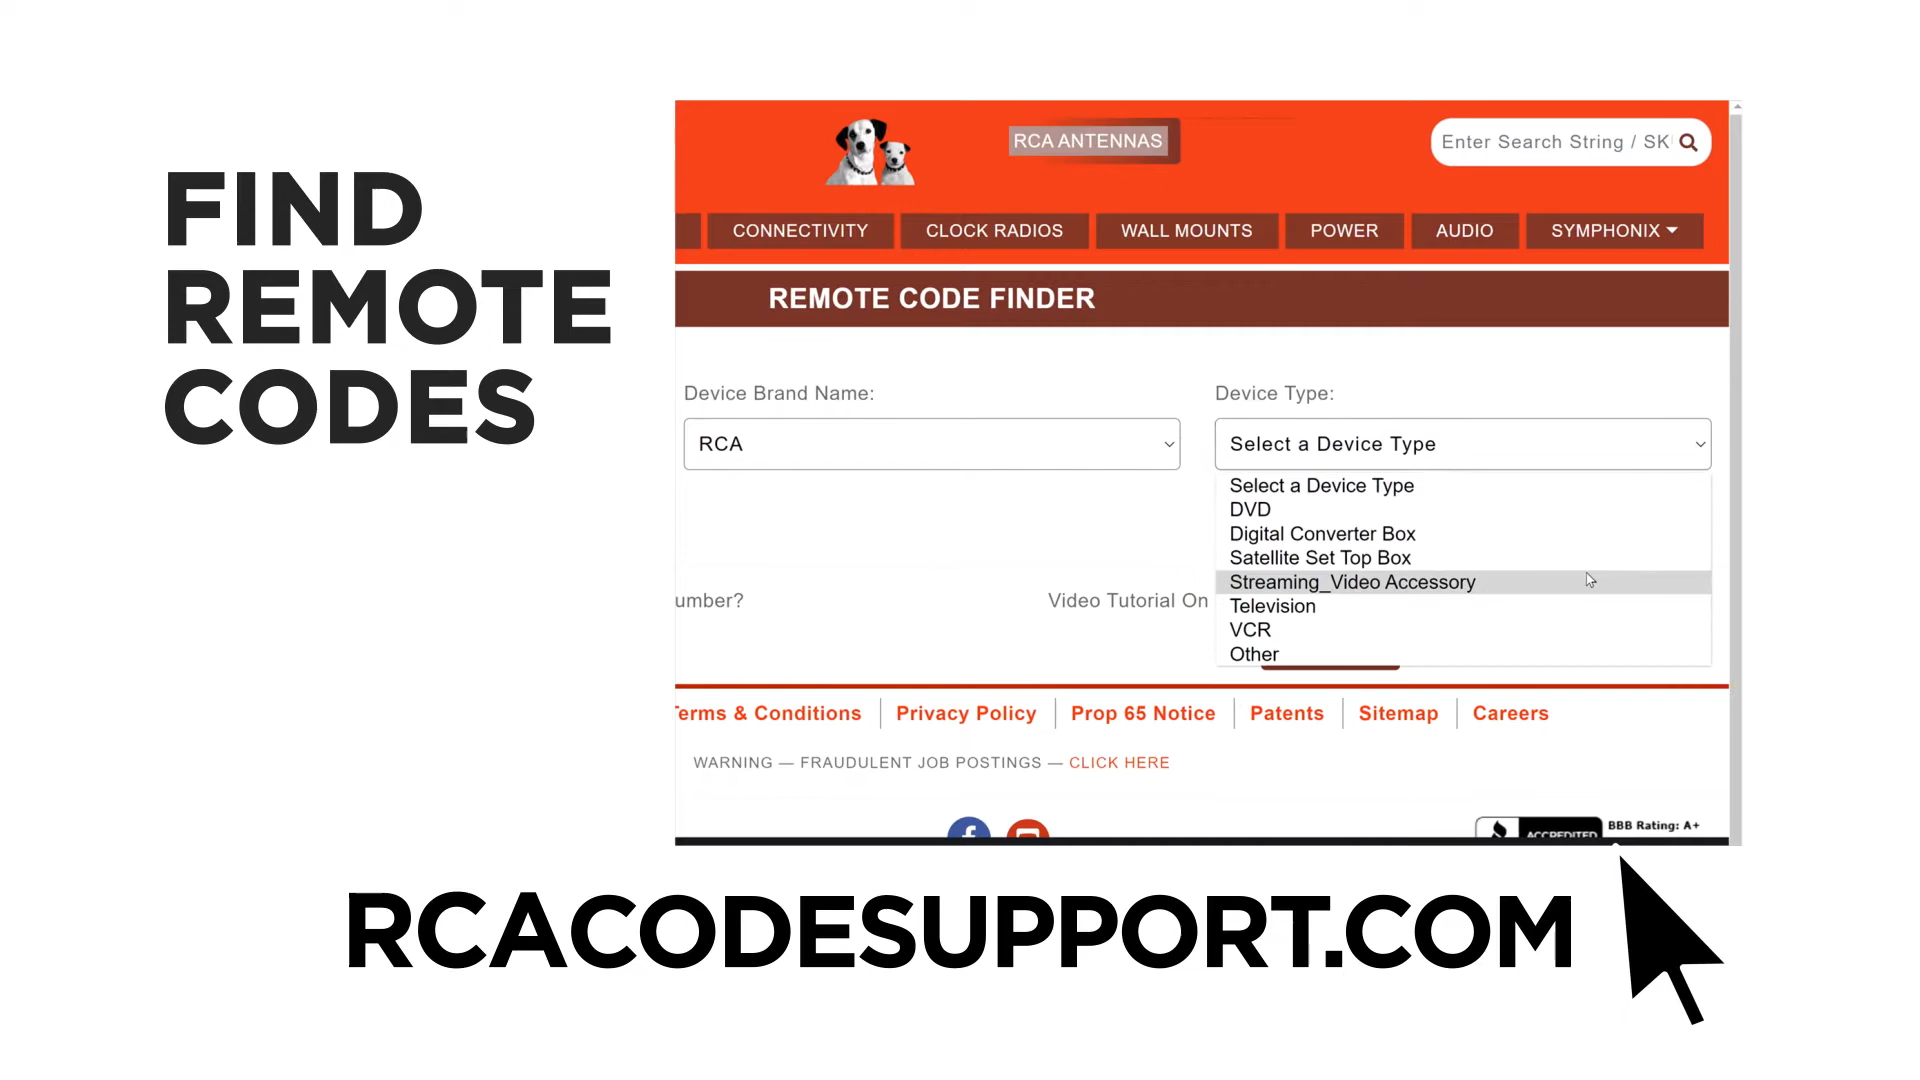 FIND
REMOTE
CODES
RCA ANTENNAS
Enter Search String / SK
CONNECTIVITY
CLOCK RADIOS
WALL MOUNTS
POWER
AUDIO
SYMPHONIX
REMOTE CODE FINDER
Device Brand Name:
Device Type:
RCA
Select a Device Type
Select a Device Type
DVD
Digital Converter Box
Satellite Set Top Box
Streaming_Video Accessory
Television
VCR
Other
umber?
Video Tutorial On
erms & Conditions
Privacy Policy
Prop 65 Notice
Patents
Sitemap
Careers
WARNING — FRAUDULENT JOB POSTINGS — CLICK HERE
ACCREDITED
BBB Rating: A+
RCACODESUPPORT.COM